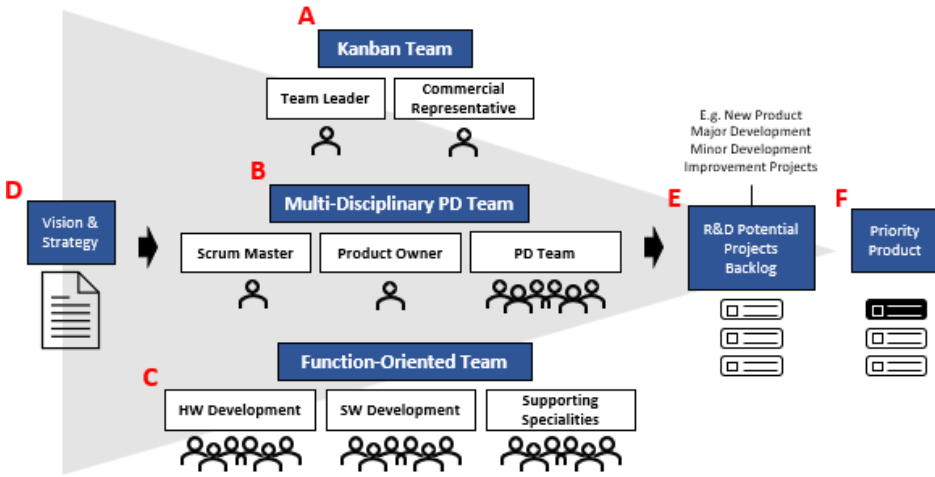 A
Kanban Team
Team Leader
Commercial
Representative
E.g. New Product
Major Development
Minor Development
Improvement Projects
D
Vision &
Strategy
B
Multi-Disciplinary PD Team
Scrum Master
Product Owner
PD Team
E
R&D Potential
Projects
Backlog
F
Priority
Product
C
Function-Oriented Team
HW Development
SW Development
Supporting
Specialities